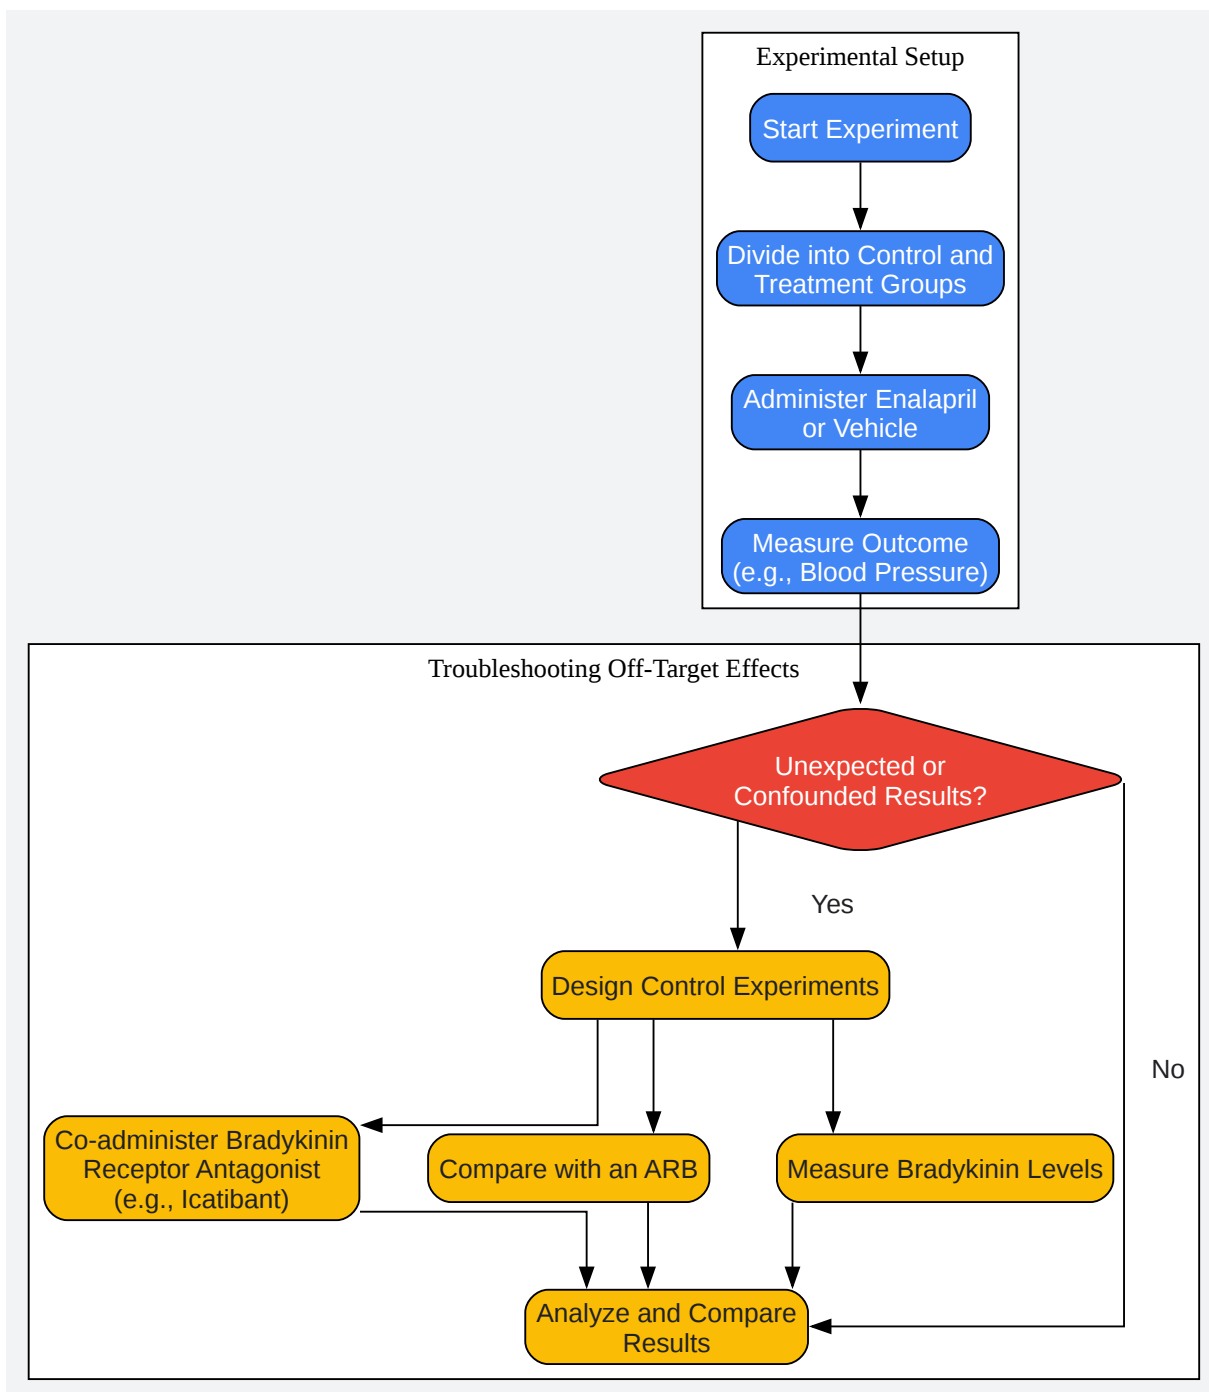 Experimental Setup
Start Experiment
Divide into Control and
Treatment Groups
Administer Enalapril
or Vehicle
Measure Outcome
(e.g., Blood Pressure)
Troubleshooting Off-Target Effects
Unexpected or
Confounded Results?
Yes
Design Control Experiments
No
Co-administer Bradykinin
Receptor Antagonist
(e.g., Icatibant)
Compare with an ARB
Measure Bradykinin Levels
Analyze and Compare
Results